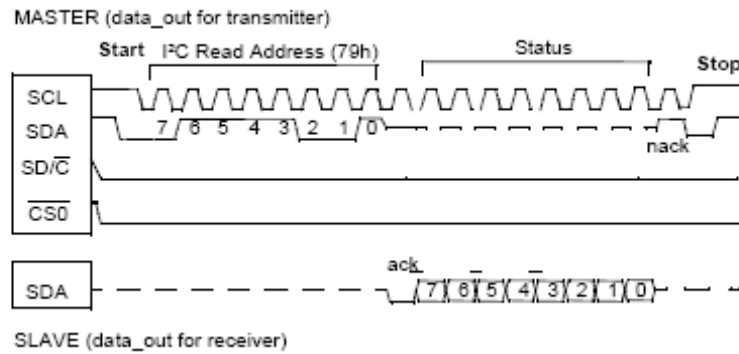 MASTER (data_out for transmitter)
Start I²C Read Address (79h) Status Stop
SCL
SDA 7 6 5 4 3 2 1 0 nack
SD/C
CS0
ack
SDA 7 6 5 4 3 2 1 0
SLAVE (data_out for receiver)